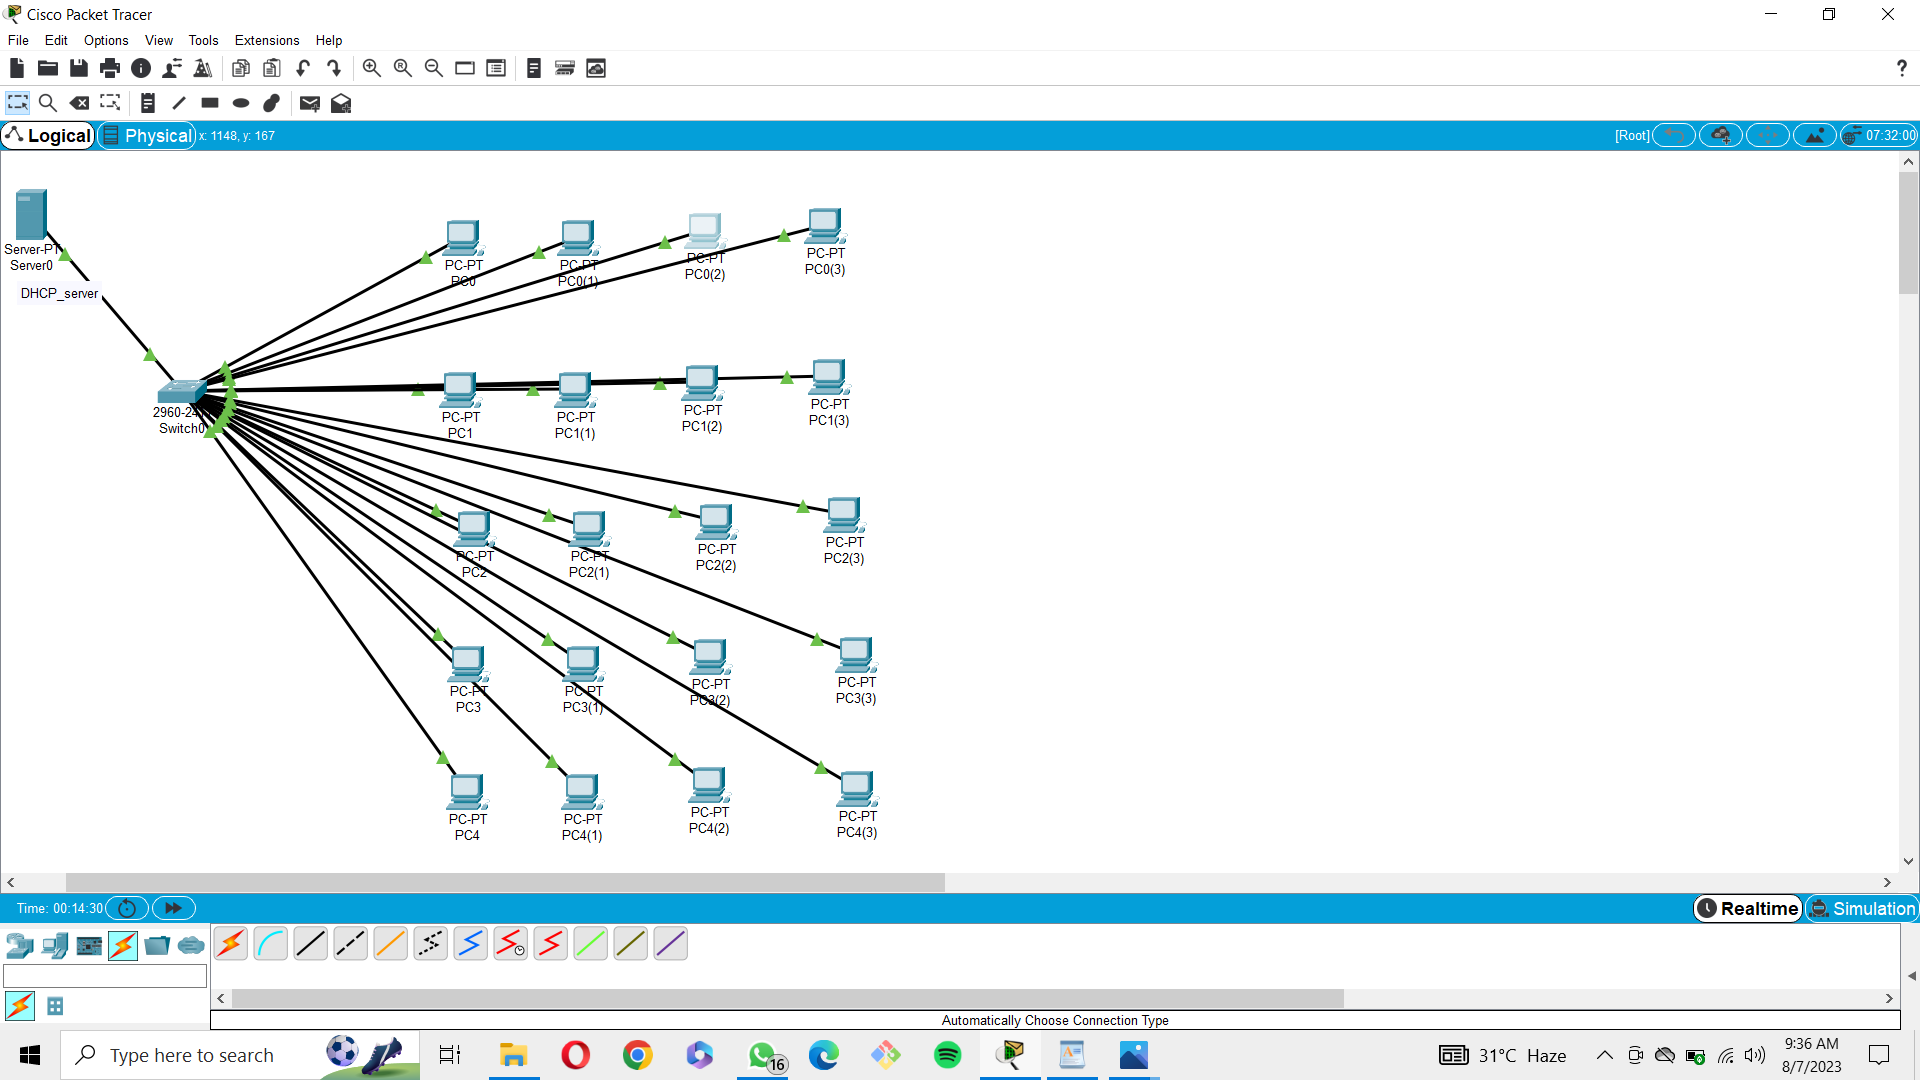 Cisco Packet Tracer
File Edit Options View Tools Extensions Help
Logical Physical x: 1148, y: 167 [Root] 07:32:00
Server-PT
Server0
DHCP_server
PC-PT
PC0
PC-PT
PC0(1)
PC-PT
PC0(2)
PC-PT
PC0(3)
2960-24
Switch0
PC-PT
PC1
PC-PT
PC1(1)
PC-PT
PC1(2)
PC-PT
PC1(3)
PC-PT
PC2
PC-PT
PC2(1)
PC-PT
PC2(2)
PC-PT
PC2(3)
PC-PT
PC3
PC-PT
PC3(1)
PC-PT
PC3(2)
PC-PT
PC3(3)
PC-PT
PC4
PC-PT
PC4(1)
PC-PT
PC4(2)
PC-PT
PC4(3)
Time: 00:14:30 Realtime Simulation
Automatically Choose Connection Type
Type here to search 16 31°C Haze 9:36 AM
8/7/2023